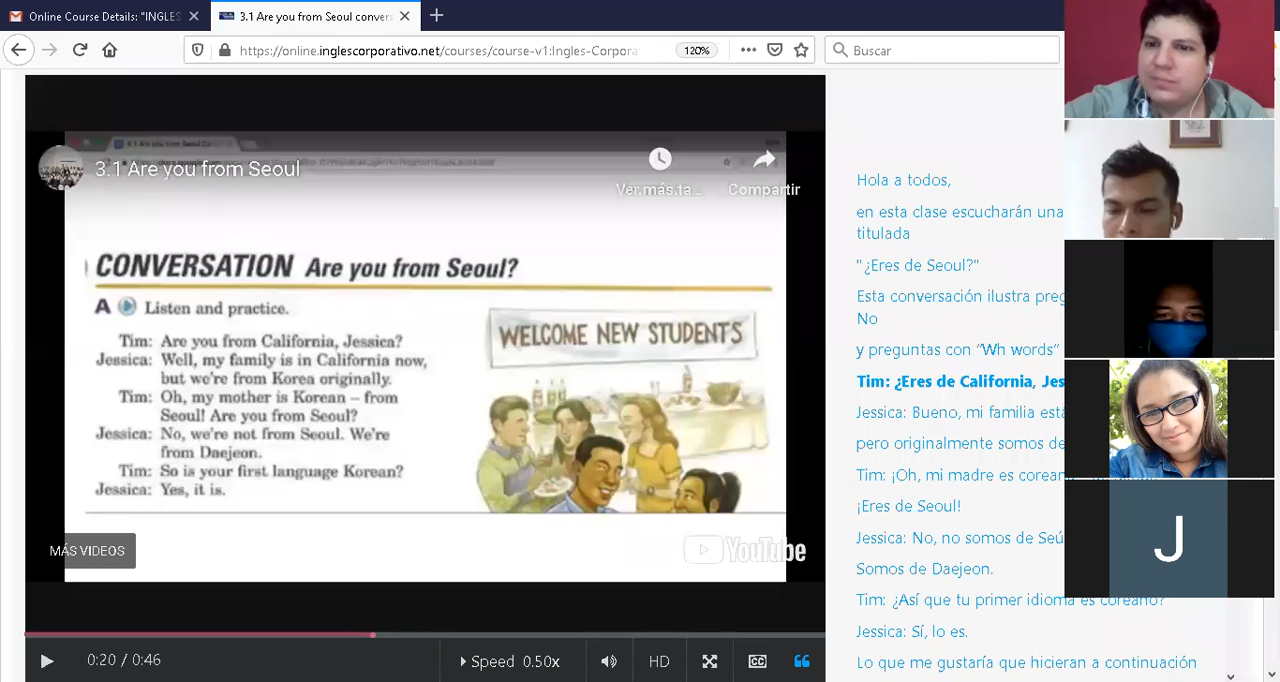 Online Course Details: "INGLES
3.1 Are you from Seoul convers
https://online.inglescorporativo.net/courses/course-v1:Ingles-Corpora
120%
Buscar
3.1 Are you from Seoul
Ver más ta...
Compartir
CONVERSATION Are you from Seoul?
A Listen and practice.
Tim: Are you from California, Jessica?
Jessica: Well, my family is in California now,
but we're from Korea originally.
Tim: Oh, my mother is Korean – from
Seoul! Are you from Seoul?
Jessica: No, we're not from Seoul. We're
from Daejeon.
Tim: So is your first language Korean?
Jessica: Yes, it is.
WELCOME NEW STUDENTS
MÁS VIDEOS
YouTube
0:20 / 0:46
Speed 0.50x
HD
CC
Hola a todos,
en esta clase escucharán una
titulada
"¿Eres de Seoul?"
Esta conversación ilustra preg
No
y preguntas con “Wh words”
Tim: ¿Eres de California, Jes
Jessica: Bueno, mi familia está
pero originalmente somos de
Tim: ¡Oh, mi madre es corean
¡Eres de Seoul!
Jessica: No, no somos de Seú
Somos de Daejeon.
Tim: ¿Así que tu primer idioma es coreano?
Jessica: Sí, lo es.
Lo que me gustaría que hicieran a continuación
J